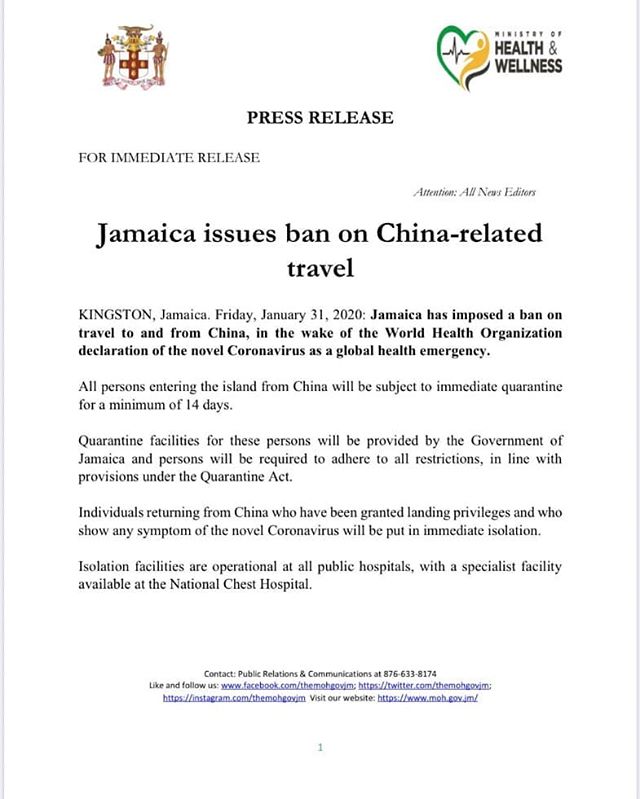 MINISTRY OF
HEALTH &
WELLNESS
PRESS RELEASE
FOR IMMEDIATE RELEASE
Attention: All News Editors
Jamaica issues ban on China-related
travel
KINGSTON, Jamaica. Friday, January 31, 2020: Jamaica has imposed a ban on
travel to and from China, in the wake of the World Health Organization
declaration of the novel Coronavirus as a global health emergency.
All persons entering the island from China will be subject to immediate quarantine
for a minimum of 14 days.
Quarantine facilities for these persons will be provided by the Government of
Jamaica and persons will be required to adhere to all restrictions, in line with
provisions under the Quarantine Act.
Individuals returning from China who have been granted landing privileges and who
show any symptom of the novel Coronavirus will be put in immediate isolation.
Isolation facilities are operational at all public hospitals, with a specialist facility
available at the National Chest Hospital.
Contact: Public Relations & Communications at 876-633-8174
Like and follow us: www.facebook.com/themohgovjm; https://twitter.com/themohgovjm;
https://instagram.com/themohgovjm Visit our website: https://www.moh.gov.jm/
1